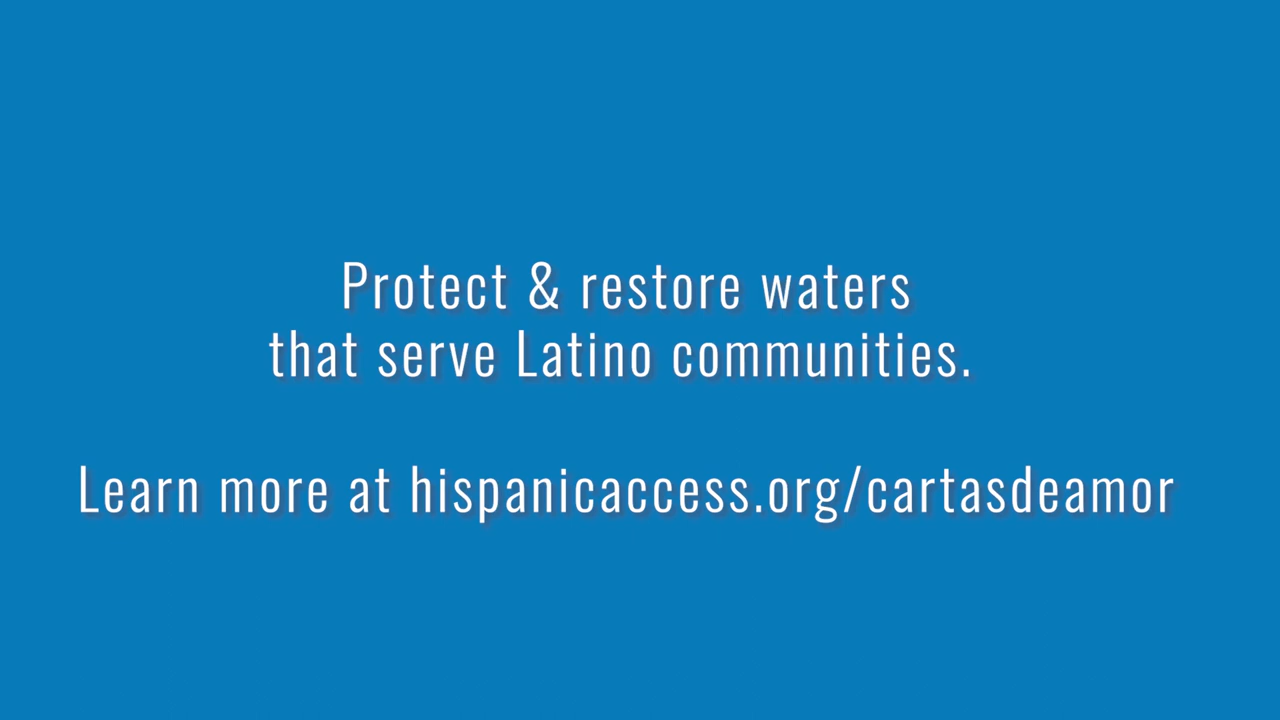 Protect & restore waters
that serve Latino communities.
Learn more at hispanicaccess.org/cartasdeamor